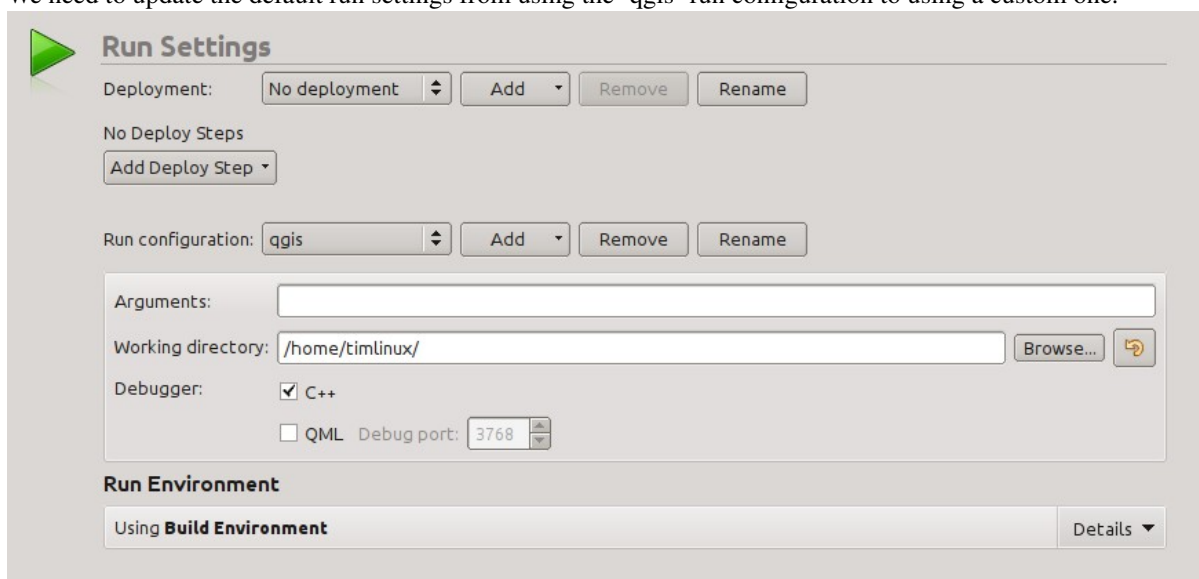 We need to update the default run settings from using the 'qgis' run configuration to using a custom one.
Run Settings
Deployment: No deployment Add Remove Rename
No Deploy Steps
Add Deploy Step
Run configuration: qgis Add Remove Rename
Arguments:
Working directory: /home/timlinux/ Browse...
Debugger: C++
QML Debug port: 3768
Run Environment
Using Build Environment Details